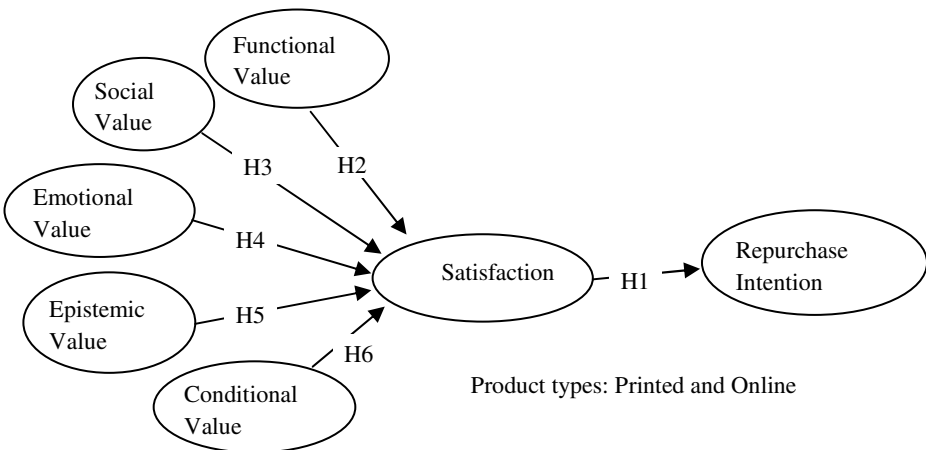 Functional
Value
Social
Value
H3
H2
Emotional
Value
H4
Satisfaction
Repurchase
Intention
H1
Epistemic
Value
H5
H6
Conditional
Value
Product types: Printed and Online